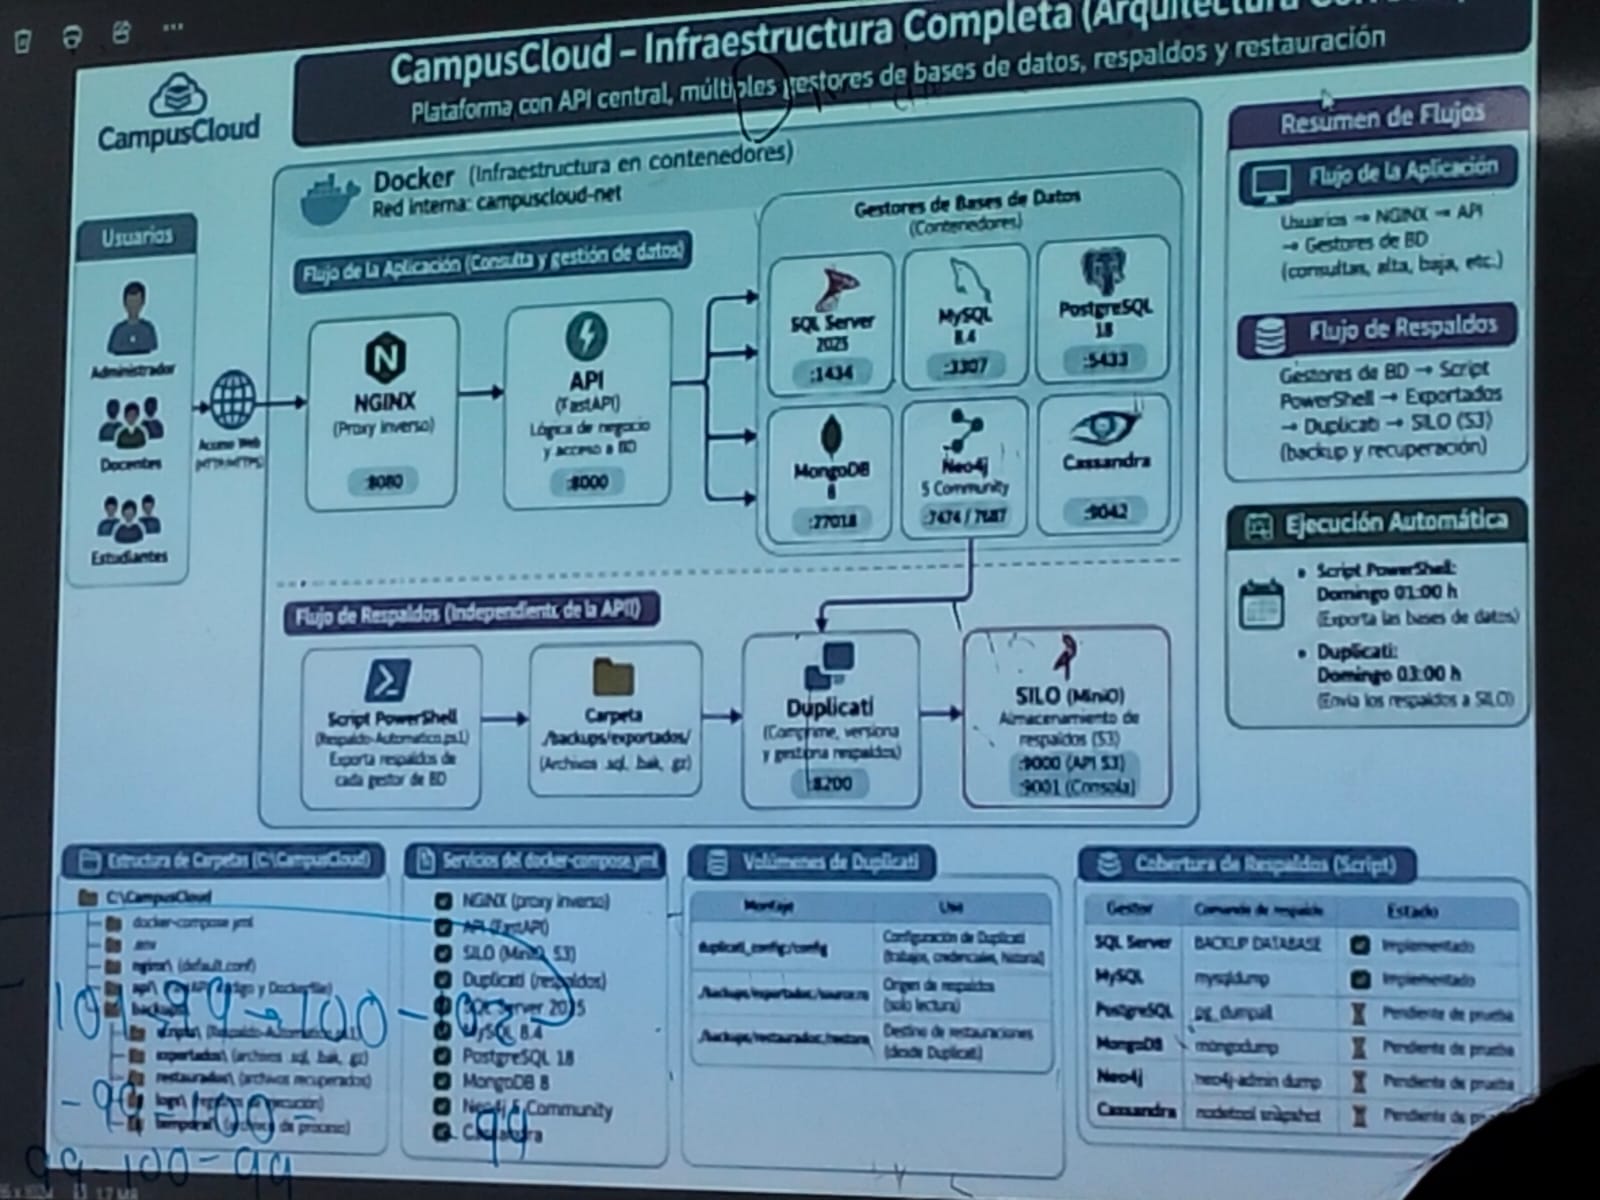 CampusCloud – Infraestructura Completa
Plataforma con API central, múltiples gestores de bases de datos, respaldos y restauración
CampusCloud
Docker (Infraestructura en contenedores)
Red interna: campuscloud-net
Usuarios
Administrador
Docentes
Estudiantes
Acceso Web
(HTTP/HTTPS)
Flujo de la Aplicación (Consulta y gestión de datos)
NGINX
(Proxy inverso)
:8080
API
(FastAPI)
Lógica de negocio
y acceso a BD
:8000
Gestores de Bases de Datos
(Contenedores)
SQL Server
2025
:1434
MySQL
8.4
:3307
PostgreSQL
18
:5433
MongoDB
8
:27018
Neo4j
5 Community
:7474 / 7687
Cassandra
:9042
Flujo de Respaldos (Independiente de la API)
Script PowerShell
(Respaldo-Automatico.ps1)
Exporta respaldos de
cada gestor de BD
Carpeta
./backups/exportados/
(Archivos .sql, .bak, .gz)
Duplicati
(Comprime, versiona
y gestiona respaldos)
:8200
SILO (MinIO)
Almacenamiento de
respaldos (S3)
:9000 (API S3)
:9001 (Consola)
Resumen de Flujos
Flujo de la Aplicación
Usuarios → NGINX → API
→ Gestores de BD
(consultas, alta, baja, etc.)
Flujo de Respaldos
Gestores de BD → Script
PowerShell → Exportados
→ Duplicati → SILO (S3)
(backup y recuperación)
Ejecución Automática
• Script PowerShell:
Domingo 01:00 h
(Exporta las bases de datos)
• Duplicati:
Domingo 03:00 h
(Envía los respaldos a SILO)
Estructura de Carpetas (C:\CampusCloud)
C:\CampusCloud
docker-compose.yml
.env
nginx\ (default.conf)
exportados\ (archivos .sql, .bak, .gz)
restaurados\ (archivos recuperados)
Servicios del docker-compose.yml
NGINX (proxy inverso)
API (FastAPI)
SILO (MinIO, S3)
Duplicati (respaldos)
SQL Server 2025
MySQL 8.4
PostgreSQL 18
MongoDB 8
Neo4j 5 Community
Cassandra
Volúmenes de Duplicati
Montaje Uso
Configuración de Duplicati
(trabajos, credenciales, historial)
Origen de respaldos
(solo lectura)
Destino de restauraciones
(desde Duplicati)
Cobertura de Respaldos (Script)
Gestor Comando de respaldo Estado
SQL Server BACKUP DATABASE Implementado
MySQL mysqldump Implementado
PostgreSQL pg_dumpall Pendiente de prueba
MongoDB mongodump Pendiente de prueba
Neo4j neo4j-admin dump Pendiente de prueba
Cassandra nodetool snapshot Pendiente de prueba
99-100-99
99